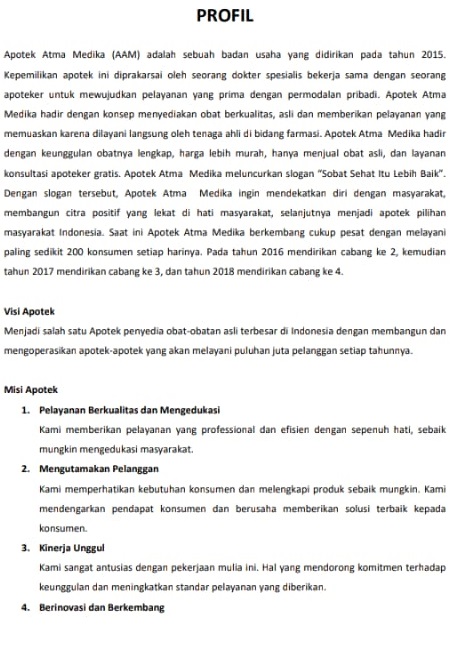 PROFIL
Apotek Atma Medika (AAM) adalah sebuah badan usaha yang didirikan pada tahun 2015.
Kepemilikan apotek ini diprakarsai oleh seorang dokter spesialis bekerja sama dengan seorang
apoteker untuk mewujudkan pelayanan yang prima dengan permodalan pribadi. Apotek Atma
Medika hadir dengan konsep menyediakan obat berkualitas, asli dan memberikan pelayanan yang
memuaskan karena dilayani langsung oleh tenaga ahli di bidang farmasi. Apotek Atma Medika hadir
dengan keunggulan obatnya lengkap, harga lebih murah, hanya menjual obat asli, dan layanan
konsultasi apoteker gratis. Apotek Atma Medika meluncurkan slogan "Sobat Sehat Itu Lebih Baik".
Dengan slogan tersebut, Apotek Atma Medika ingin mendekatkan diri dengan masyarakat,
membangun citra positif yang lekat di hati masyarakat, selanjutnya menjadi apotek pilihan
masyarakat Indonesia. Saat ini Apotek Atma Medika berkembang cukup pesat dengan melayani
paling sedikit 200 konsumen setiap harinya. Pada tahun 2016 mendirikan cabang ke 2, kemudian
tahun 2017 mendirikan cabang ke 3, dan tahun 2018 mendirikan cabang ke 4.
Visi Apotek
Menjadi salah satu Apotek penyedia obat-obatan asli terbesar di Indonesia dengan membangun dan
mengoperasikan apotek-apotek yang akan melayani puluhan juta pelanggan setiap tahunnya.
Misi Apotek
1. Pelayanan Berkualitas dan Mengedukasi
Kami memberikan pelayanan yang professional dan efisien dengan sepenuh hati, sebaik
mungkin mengedukasi masyarakat.
2. Mengutamakan Pelanggan
Kami memperhatikan kebutuhan konsumen dan melengkapi produk sebaik mungkin. Kami
mendengarkan pendapat konsumen dan berusaha memberikan solusi terbaik kepada
konsumen.
3. Kinerja Unggul
Kami sangat antusias dengan pekerjaan mulia ini. Hal yang mendorong komitmen terhadap
keunggulan dan meningkatkan standar pelayanan yang diberikan.
4. Berinovasi dan Berkembang